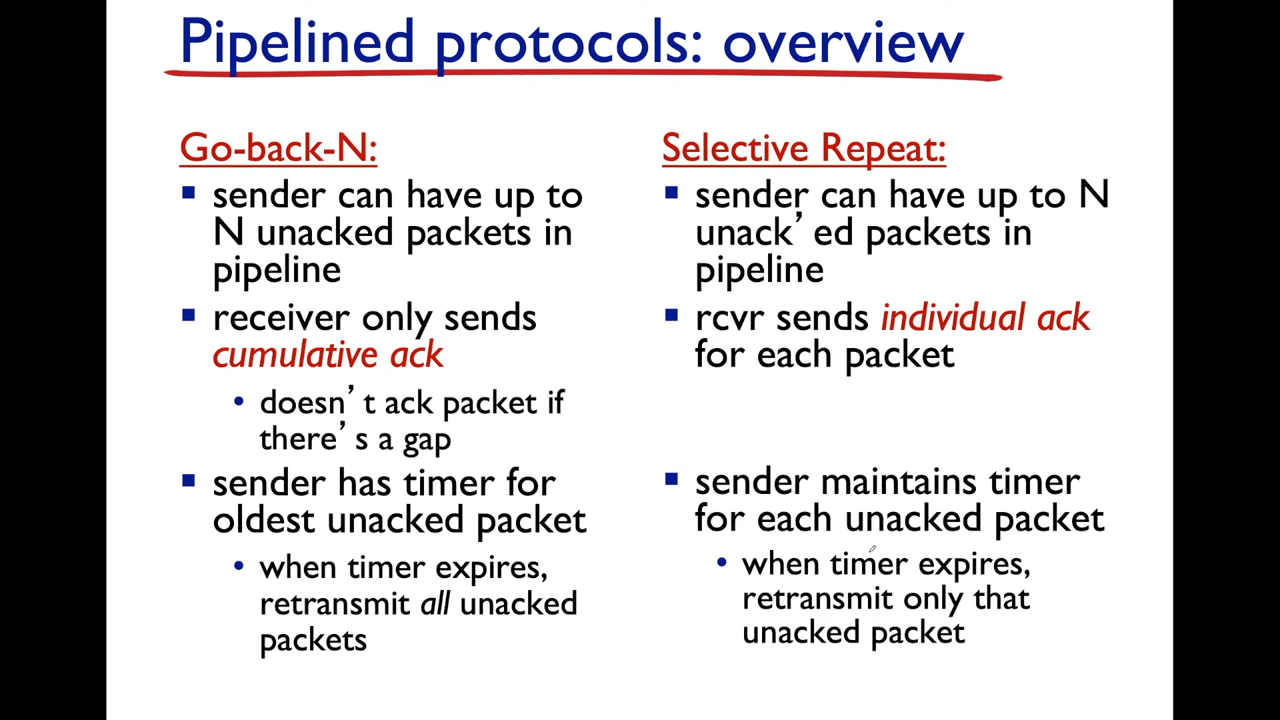 Pipelined protocols: overview
Go-back-N:
▪ sender can have up to
N unacked packets in
pipeline
▪ receiver only sends
cumulative ack
• doesn’ t ack packet if
there’ s a gap
▪ sender has timer for
oldest unacked packet
• when timer expires,
retransmit all unacked
packets
Selective Repeat:
▪ sender can have up to N
unack’ ed packets in
pipeline
▪ rcvr sends individual ack
for each packet
▪ sender maintains timer
for each unacked packet
• when timer expires,
retransmit only that
unacked packet